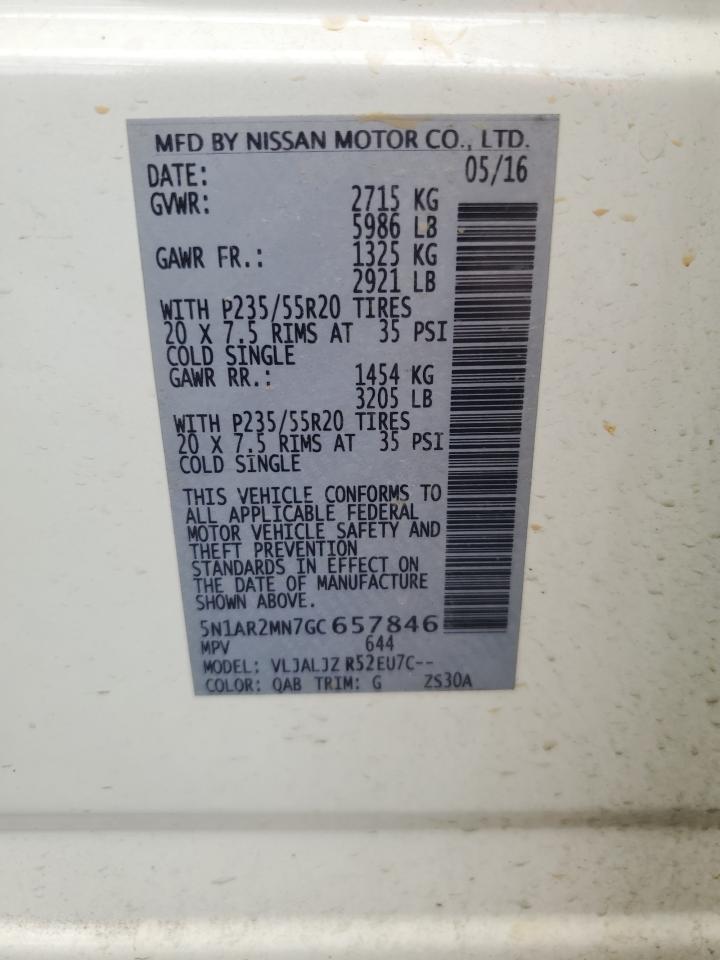 MFD BY NISSAN MOTOR CO., LTD.
DATE: 05/16
GVWR: 2715 KG
5986 LB
GAWR FR.: 1325 KG
2921 LB
WITH P235/55R20 TIRES
20 X 7.5 RIMS AT 35 PSI
COLD SINGLE
GAWR RR.: 1454 KG
3205 LB
WITH P235/55R20 TIRES
20 X 7.5 RIMS AT 35 PSI
COLD SINGLE
THIS VEHICLE CONFORMS TO
ALL APPLICABLE FEDERAL
MOTOR VEHICLE SAFETY AND
THEFT PREVENTION
STANDARDS IN EFFECT ON
THE DATE OF MANUFACTURE
SHOWN ABOVE.
5N1AR2MN7GC657846
MPV 644
MODEL: VLJALJZ R52EU7C--
COLOR: QAB TRIM: G ZS30A